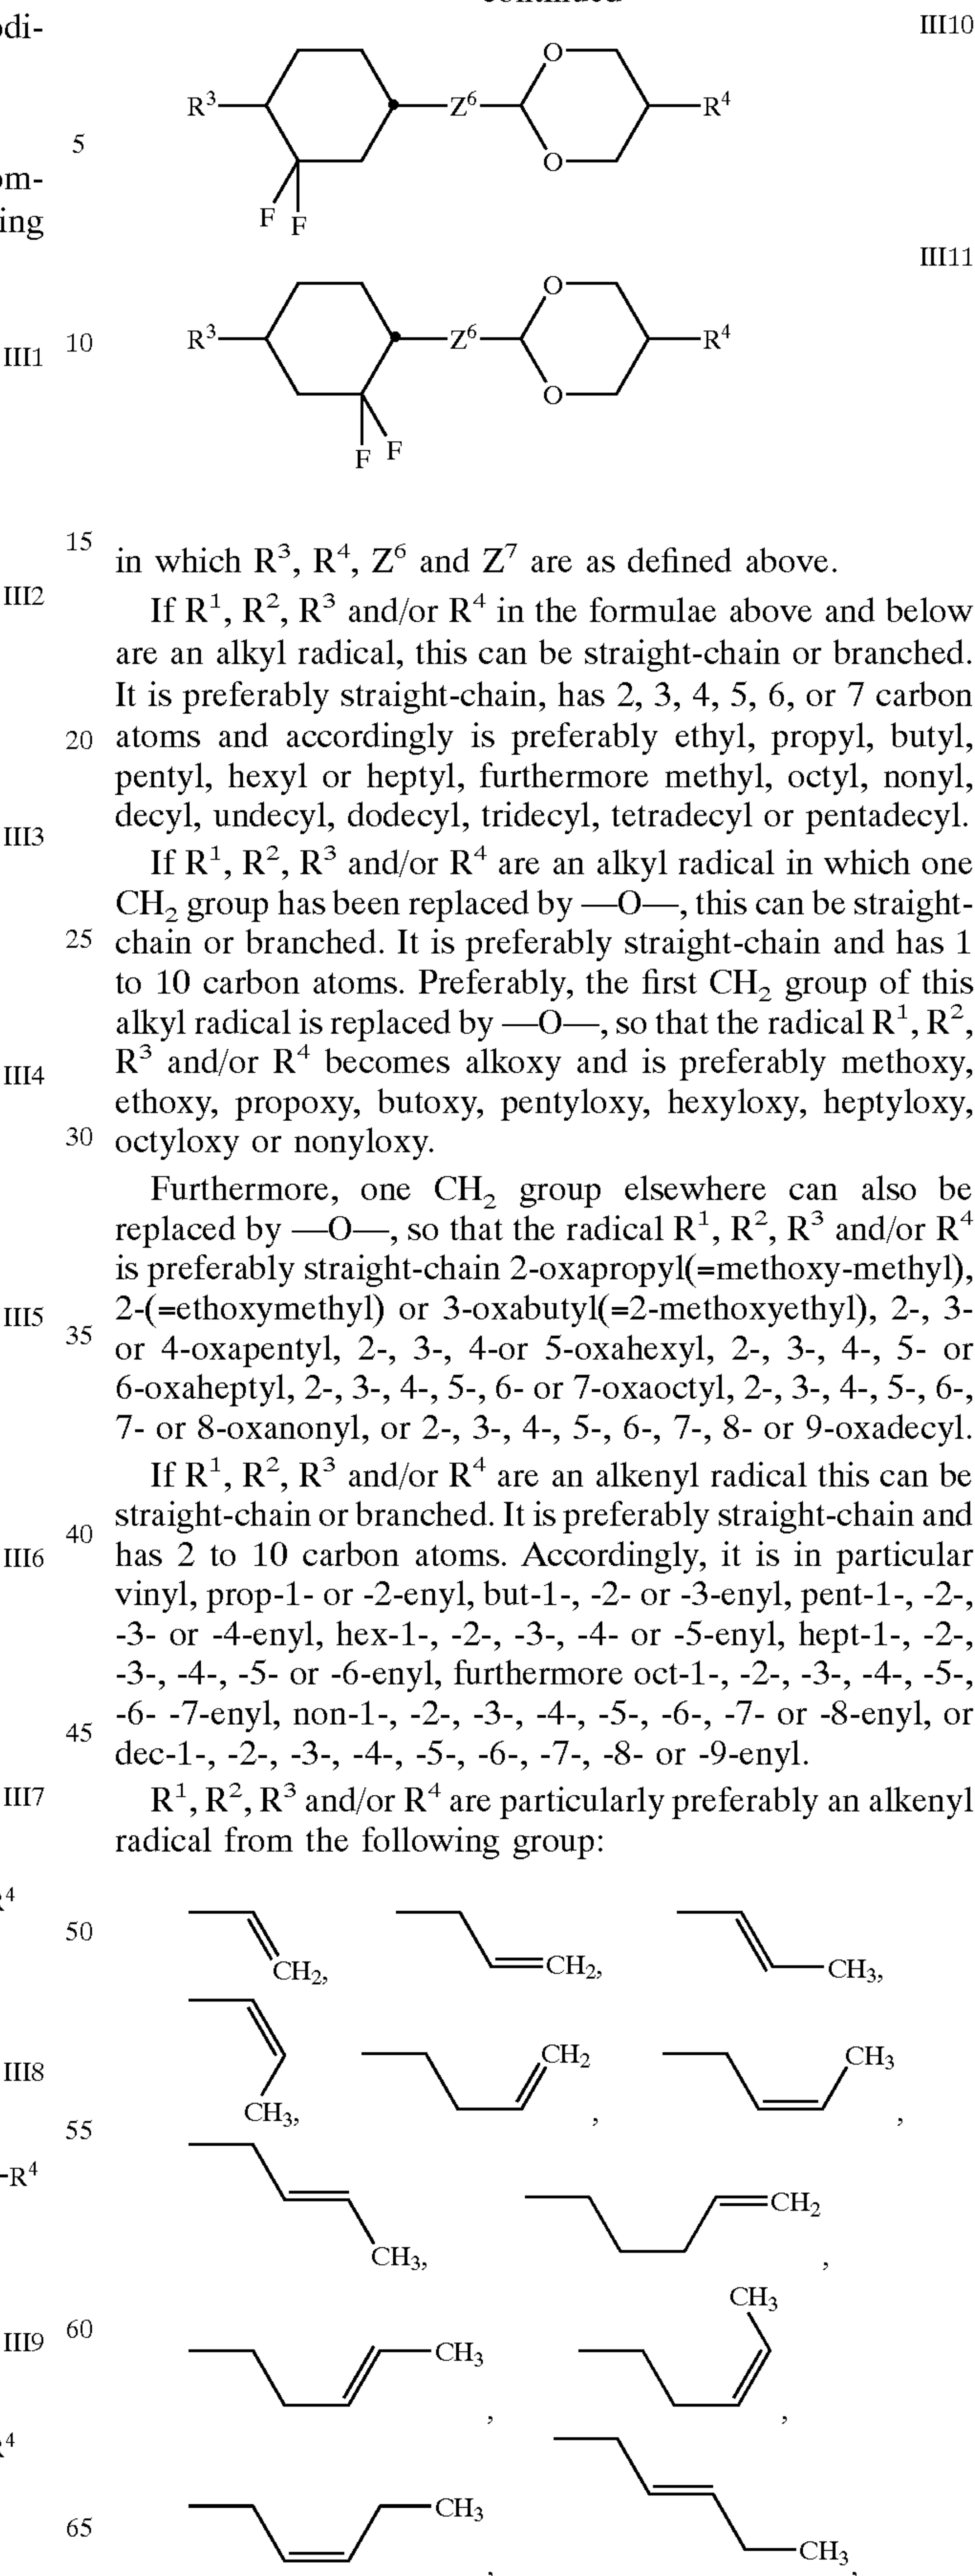 odi-
III10
R³ Z⁶ O O R⁴
5
F F
om-
ing
III11
R³ Z⁶ O O R⁴
10
III1
F F
15
in which R³, R⁴, Z⁶ and Z⁷ are as defined above.
III2
If R¹, R², R³ and/or R⁴ in the formulae above and below
are an alkyl radical, this can be straight-chain or branched.
It is preferably straight-chain, has 2, 3, 4, 5, 6, or 7 carbon
20 atoms and accordingly is preferably ethyl, propyl, butyl,
pentyl, hexyl or heptyl, furthermore methyl, octyl, nonyl,
decyl, undecyl, dodecyl, tridecyl, tetradecyl or pentadecyl.
III3
If R¹, R², R³ and/or R⁴ are an alkyl radical in which one
CH₂ group has been replaced by —O—, this can be straight-
25 chain or branched. It is preferably straight-chain and has 1
to 10 carbon atoms. Preferably, the first CH₂ group of this
alkyl radical is replaced by —O—, so that the radical R¹, R²,
R³ and/or R⁴ becomes alkoxy and is preferably methoxy,
III4
ethoxy, propoxy, butoxy, pentyloxy, hexyloxy, heptyloxy,
30 octyloxy or nonyloxy.
Furthermore, one CH₂ group elsewhere can also be
replaced by —O—, so that the radical R¹, R², R³ and/or R⁴
is preferably straight-chain 2-oxapropyl(=methoxy-methyl),
III5
2-(=ethoxymethyl) or 3-oxabutyl(=2-methoxyethyl), 2-, 3-
35 or 4-oxapentyl, 2-, 3-, 4-or 5-oxahexyl, 2-, 3-, 4-, 5- or
6-oxaheptyl, 2-, 3-, 4-, 5-, 6- or 7-oxaoctyl, 2-, 3-, 4-, 5-, 6-,
7- or 8-oxanonyl, or 2-, 3-, 4-, 5-, 6-, 7-, 8- or 9-oxadecyl.
If R¹, R², R³ and/or R⁴ are an alkenyl radical this can be
straight-chain or branched. It is preferably straight-chain and
40
III6
has 2 to 10 carbon atoms. Accordingly, it is in particular
vinyl, prop-1- or -2-enyl, but-1-, -2- or -3-enyl, pent-1-, -2-,
-3- or -4-enyl, hex-1-, -2-, -3-, -4- or -5-enyl, hept-1-, -2-,
-3-, -4-, -5- or -6-enyl, furthermore oct-1-, -2-, -3-, -4-, -5-,
-6- -7-enyl, non-1-, -2-, -3-, -4-, -5-, -6-, -7- or -8-enyl, or
45
dec-1-, -2-, -3-, -4-, -5-, -6-, -7-, -8- or -9-enyl.
III7
R¹, R², R³ and/or R⁴ are particularly preferably an alkenyl
radical from the following group:
R⁴
50
CH₂, CH₂, CH₃,
III8
CH₃, CH₂, CH₃,
55
-R⁴
CH₃, CH₂,
CH₃
60
III9
CH₃, ,
R⁴
65
CH₃, CH₃,